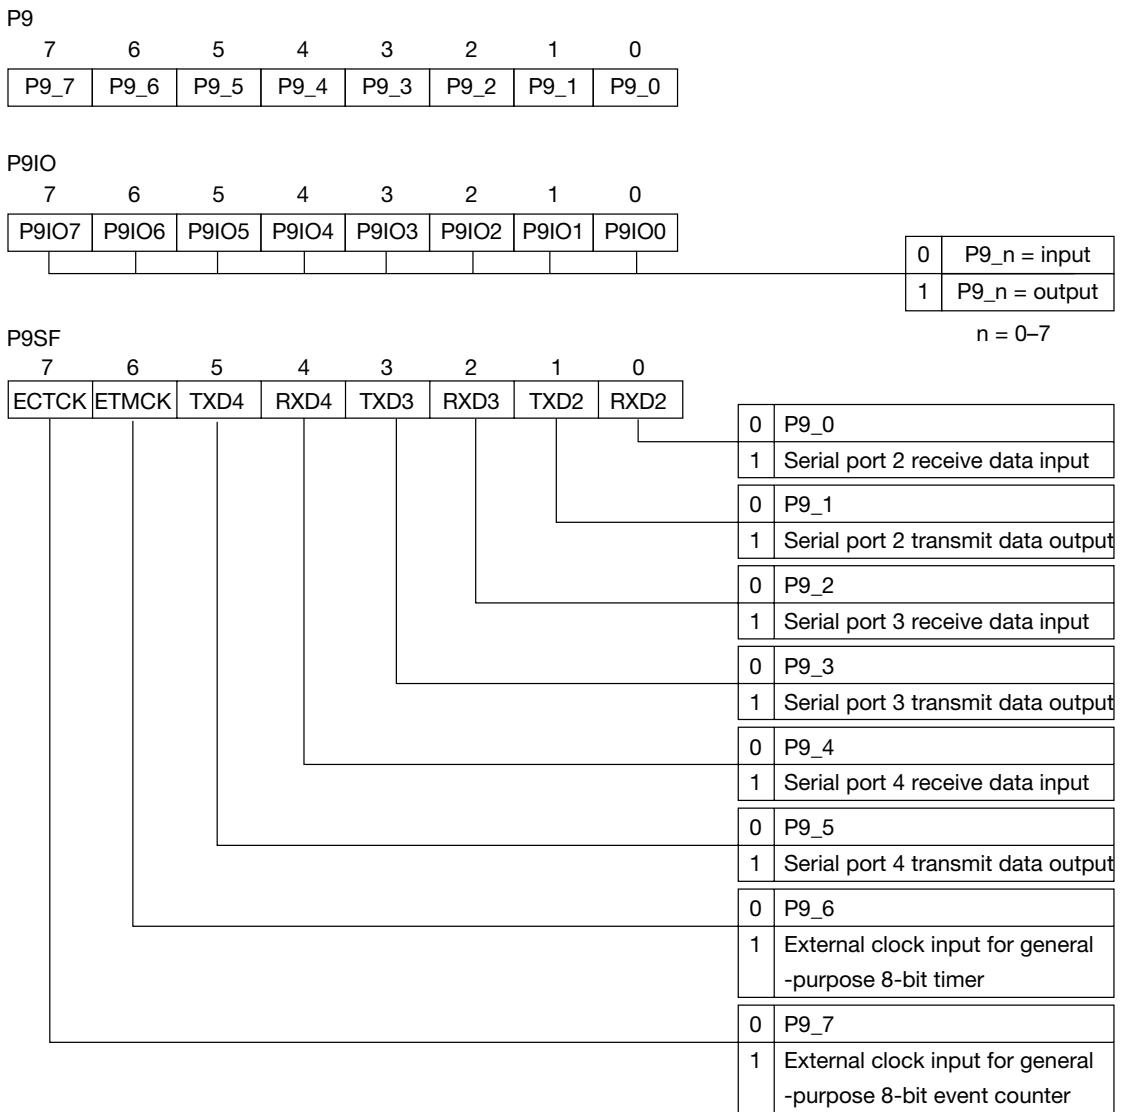 P9
7 6 5 4 3 2 1 0
P9_7 P9_6 P9_5 P9_4 P9_3 P9_2 P9_1 P9_0
P9IO
7 6 5 4 3 2 1 0
P9IO7 P9IO6 P9IO5 P9IO4 P9IO3 P9IO2 P9IO1 P9IO0
0 P9_n = input
1 P9_n = output
n = 0–7
P9SF
7 6 5 4 3 2 1 0
ECTCK ETMCK TXD4 RXD4 TXD3 RXD3 TXD2 RXD2
0 P9_0
1 Serial port 2 receive data input
0 P9_1
1 Serial port 2 transmit data output
0 P9_2
1 Serial port 3 receive data input
0 P9_3
1 Serial port 3 transmit data output
0 P9_4
1 Serial port 4 receive data input
0 P9_5
1 Serial port 4 transmit data output
0 P9_6
1 External clock input for general
-purpose 8-bit timer
0 P9_7
1 External clock input for general
-purpose 8-bit event counter